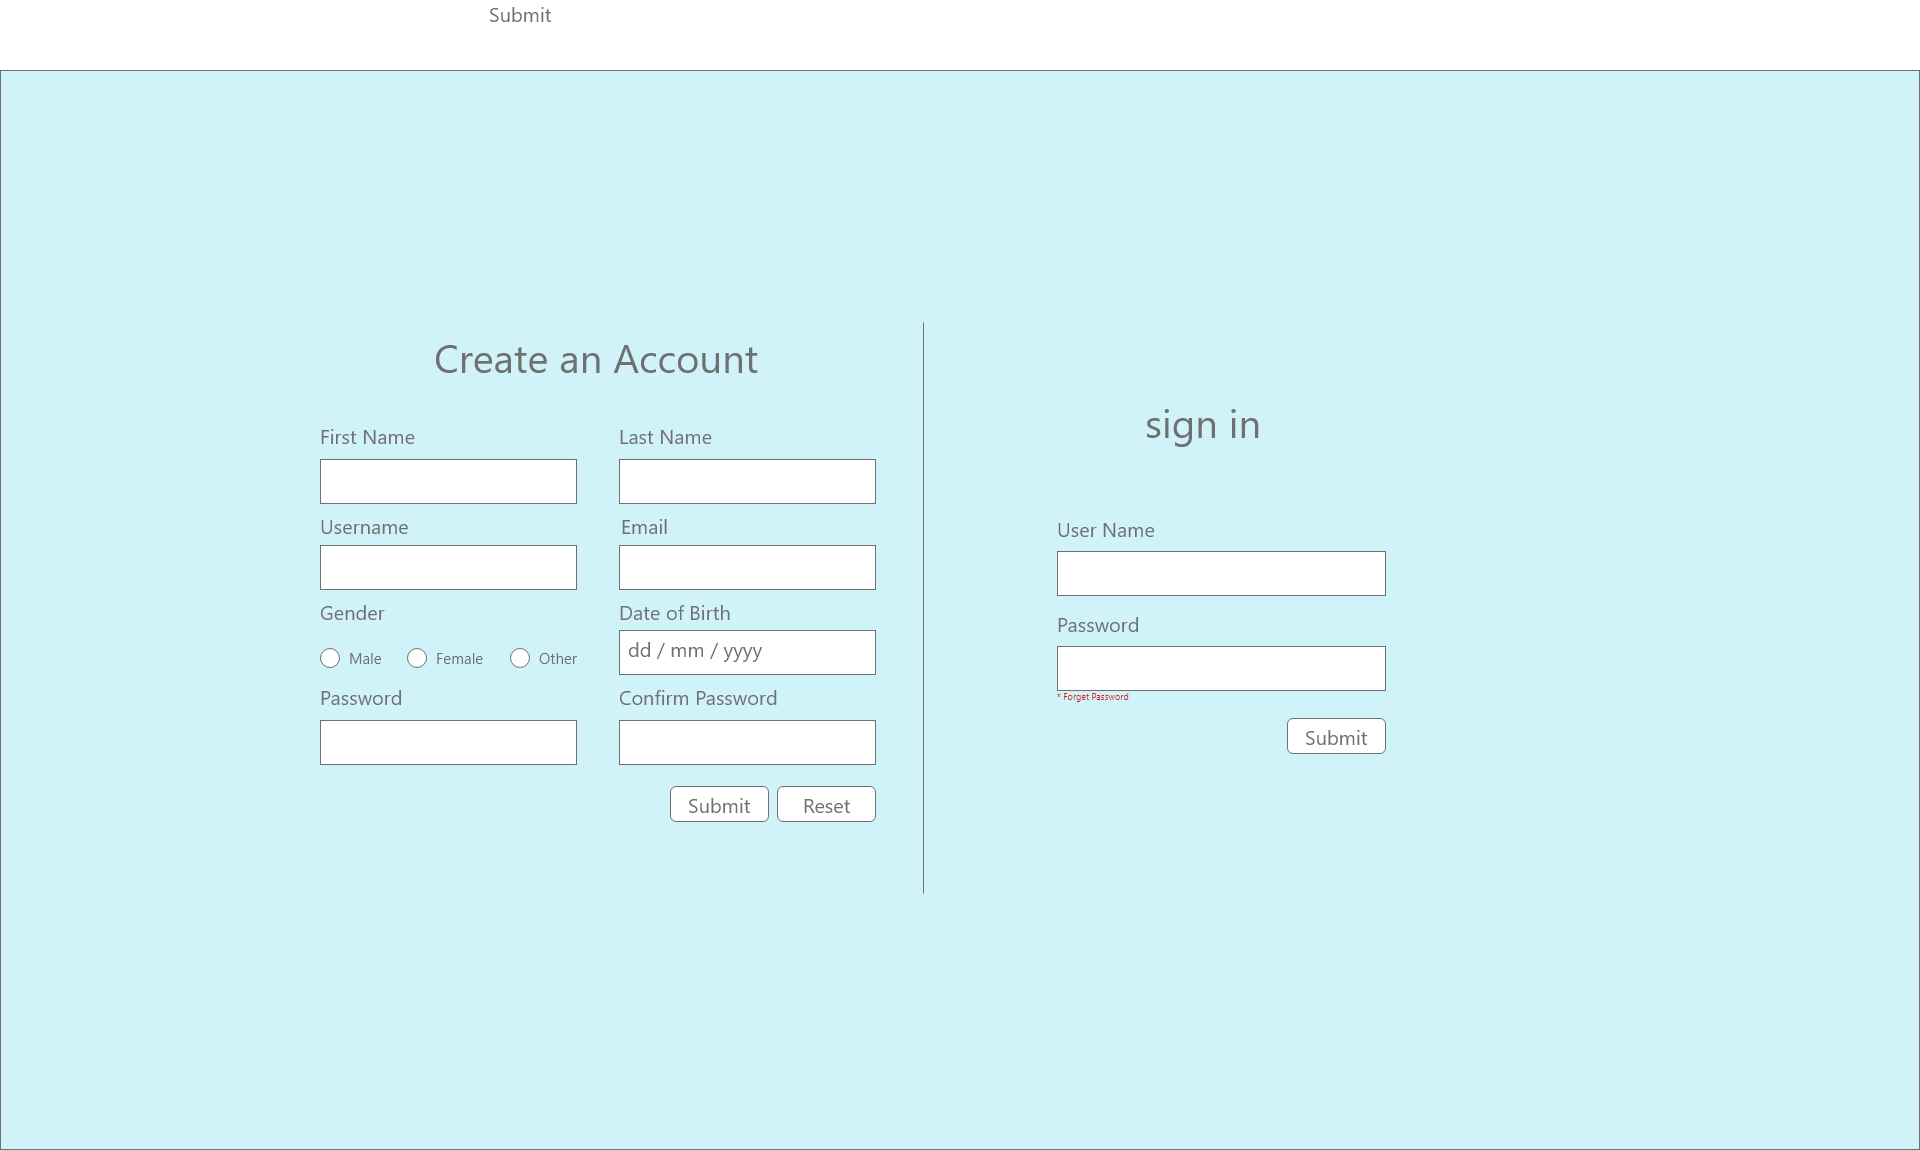 Submit
Create an Account
First Name
Last Name
Username
Email
Gender
Date of Birth
Male
Female
Other
dd / mm / yyyy
Password
Confirm Password
Submit
Reset
sign in
User Name
Password
* Forget Password
Submit